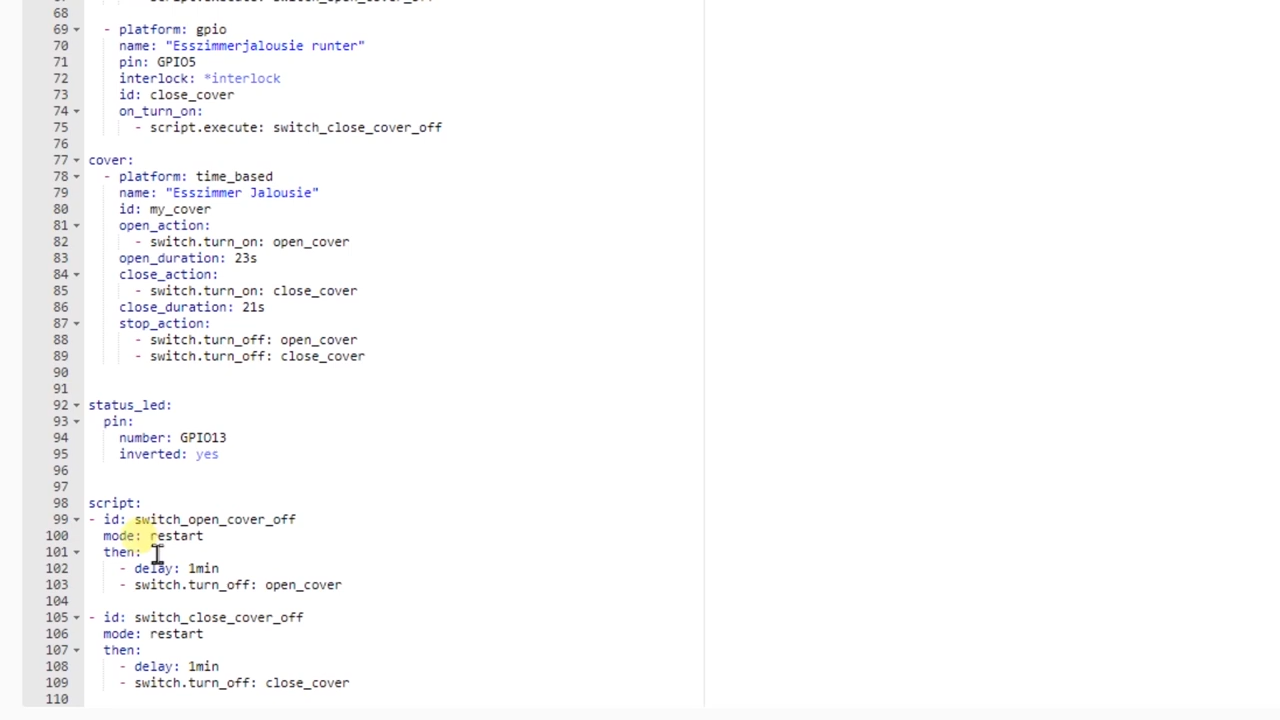 68
69 - platform: gpio
70 name: "Esszimmerjalousie runter"
71 pin: GPIO5
72 interlock: *interlock
73 id: close_cover
74 on_turn_on:
75 - script.execute: switch_close_cover_off
76
77 cover:
78 - platform: time_based
79 name: "Esszimmer Jalousie"
80 id: my_cover
81 open_action:
82 - switch.turn_on: open_cover
83 open_duration: 23s
84 close_action:
85 - switch.turn_on: close_cover
86 close_duration: 21s
87 stop_action:
88 - switch.turn_off: open_cover
89 - switch.turn_off: close_cover
90
91
92 status_led:
93 pin:
94 number: GPIO13
95 inverted: yes
96
97
98 script:
99 - id: switch_open_cover_off
100 mode: restart
101 then:
102 - delay: 1min
103 - switch.turn_off: open_cover
104
105 - id: switch_close_cover_off
106 mode: restart
107 then:
108 - delay: 1min
109 - switch.turn_off: close_cover
110